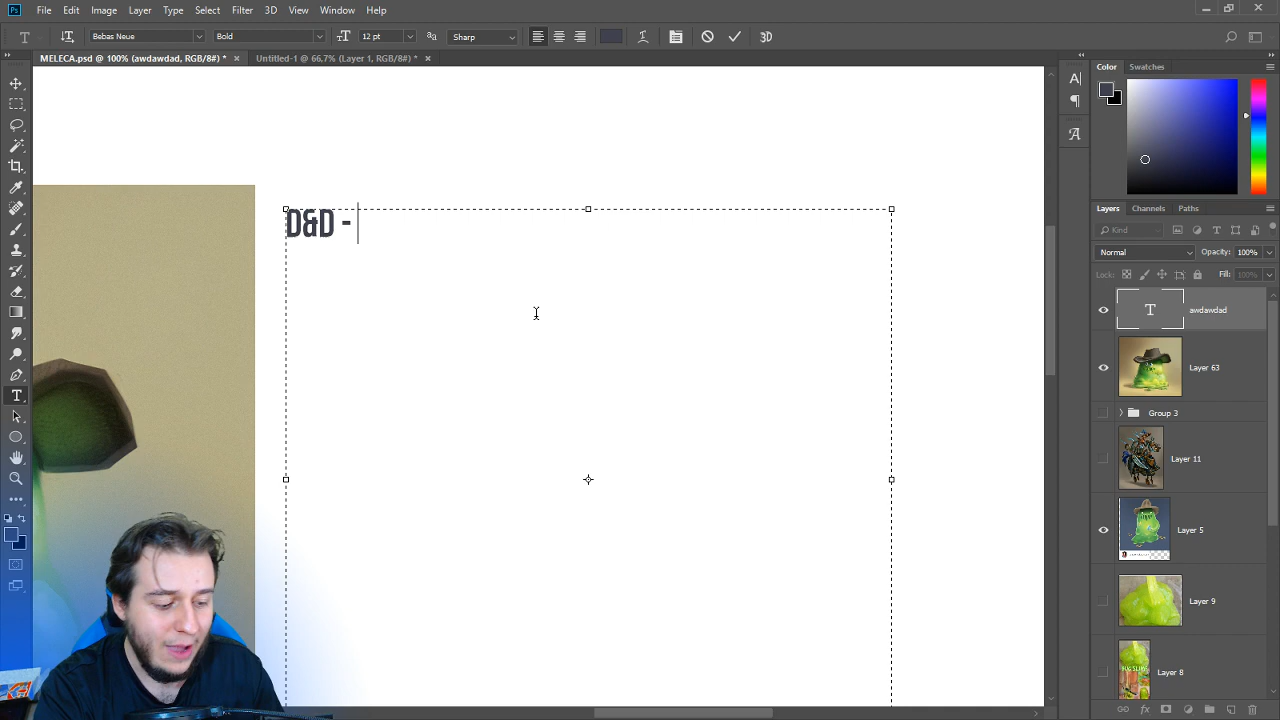 Ps File Edit Image Layer Type Select Filter 3D View Window Help
T Bebas Neue Bold 12 pt Sharp 3D
MELECA.psd @ 100% (awdawdad, RGB/8#) * × Untitled-1 @ 66,7% (Layer 1, RGB/8#) * ×
Color Swatches
D&D -
Layers Channels Paths
Kind
Normal Opacity: 100%
Lock: Fill: 100%
T awdawdad
Layer 63
Group 3
Layer 11
Layer 5
Layer 9
Layer 8
fx